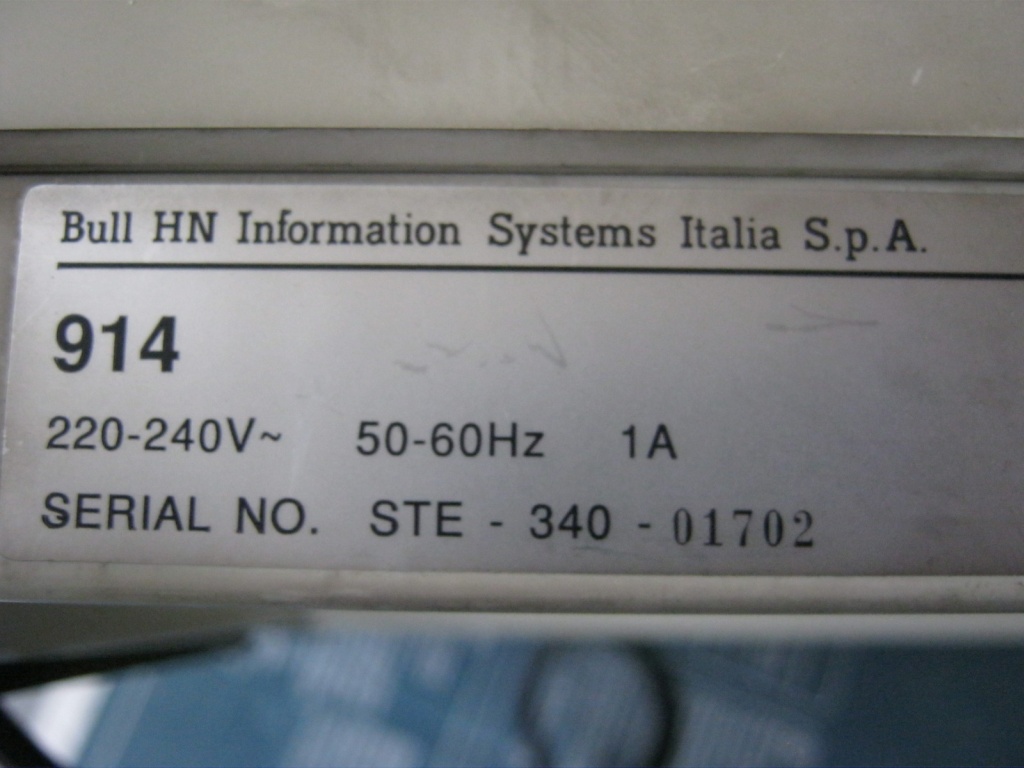 Bull HN Information Systems Italia S.p.A.
914
220-240V~ 50-60Hz 1A
SERIAL NO. STE - 340 - 01702